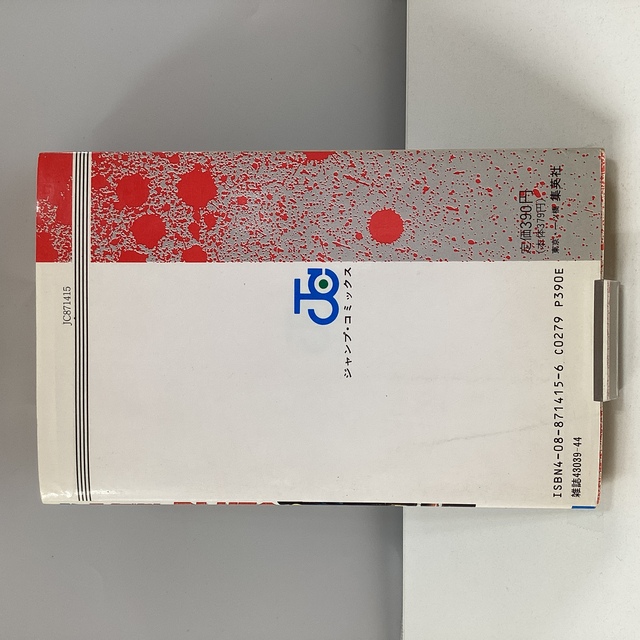 JC871415
ジャンプ・コミックス
定価390円
(本体379円)
集英社
ISBN4-08-871415-6 C0279 P390E
雑誌43039-44